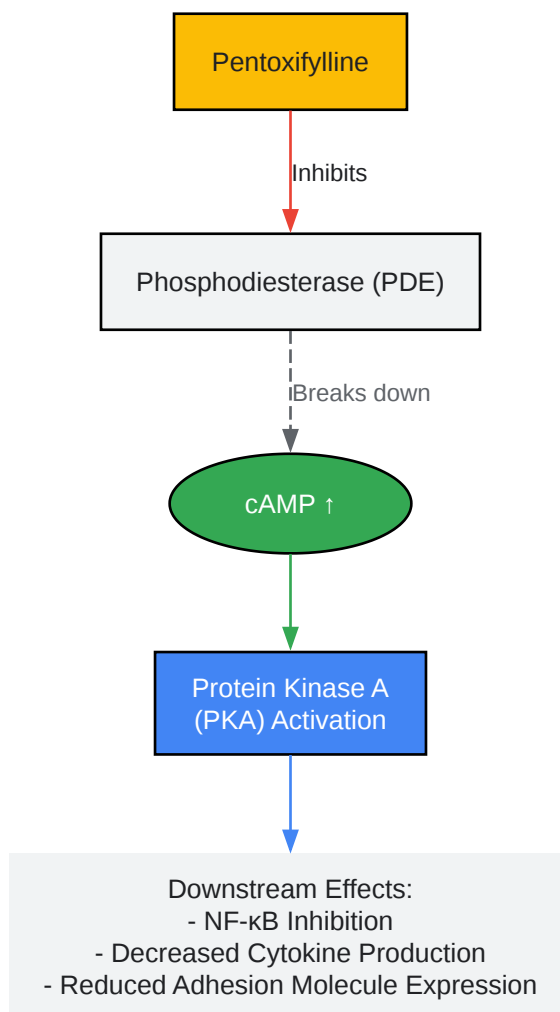 Pentoxifylline
Inhibits
Phosphodiesterase (PDE)
Breaks down
cAMP ↑
Protein Kinase A
(PKA) Activation
Downstream Effects:
- NF-κB Inhibition
- Decreased Cytokine Production
- Reduced Adhesion Molecule Expression